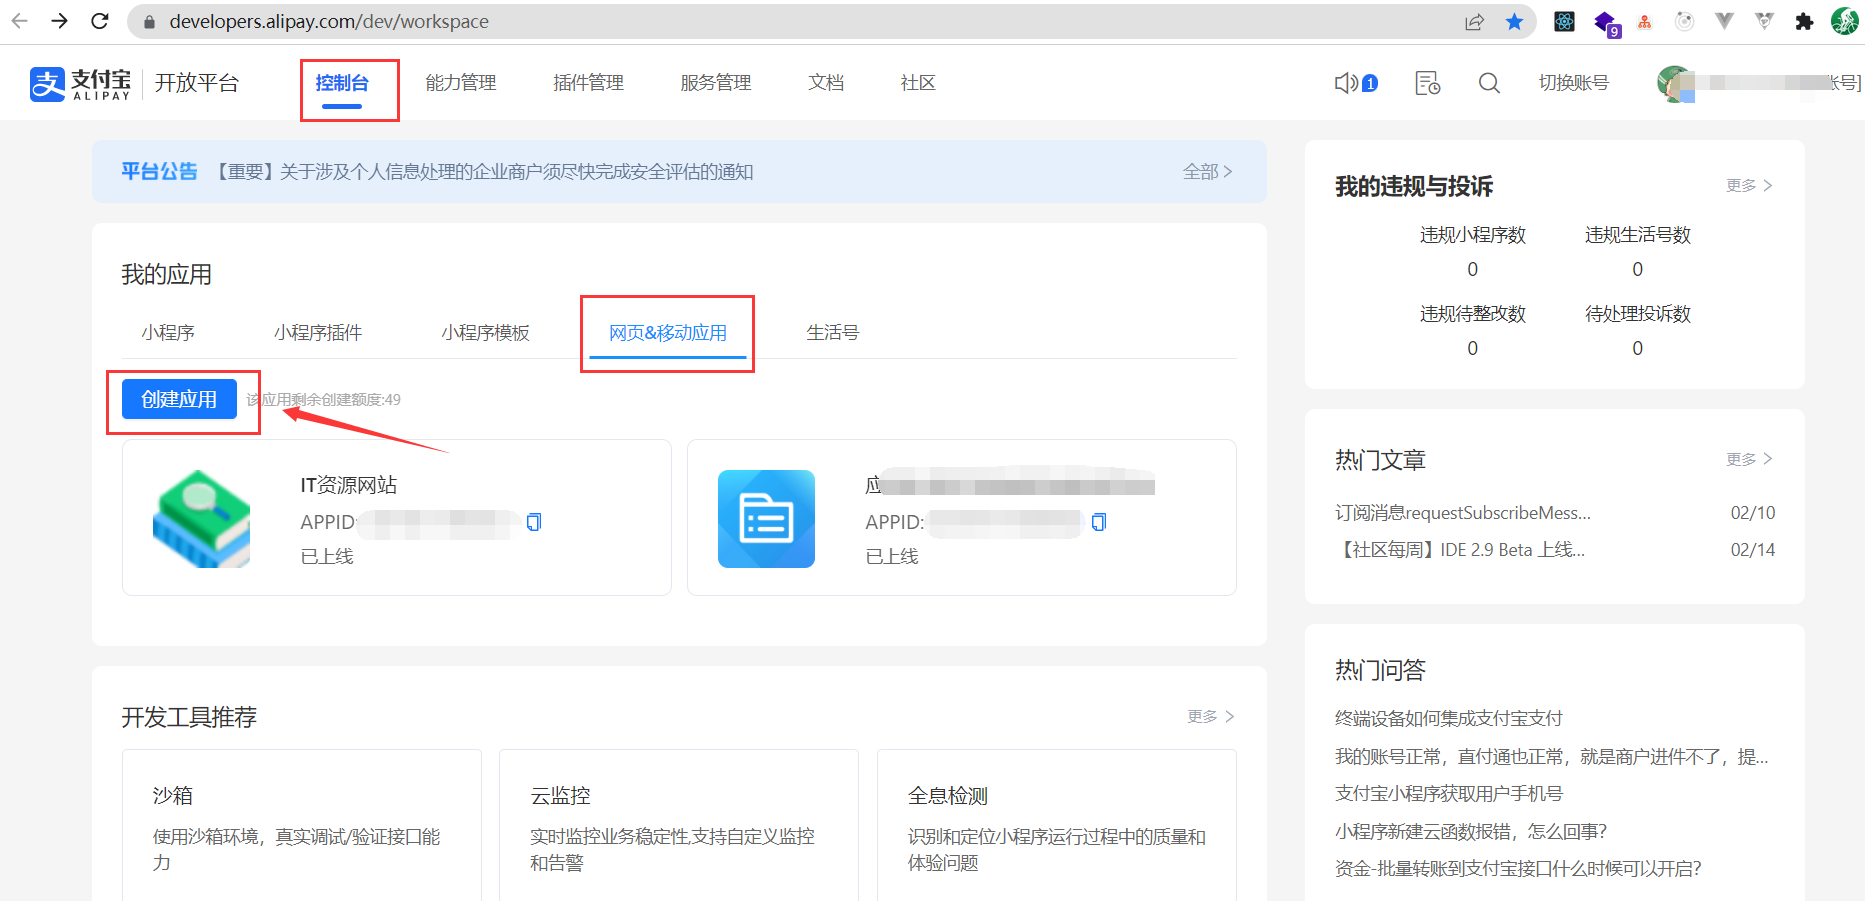 developers.alipay.com/dev/workspace
9
支付宝
ALIPAY
开放平台
控制台
能力管理
插件管理
服务管理
文档
社区
1
切换账号
账号]
平台公告
【重要】关于涉及个人信息处理的企业商户须尽快完成安全评估的通知
全部 >
我的应用
小程序
小程序插件
小程序模板
网页&移动应用
生活号
创建应用
该应用剩余创建额度:49
IT资源网站
APPID:
已上线
应
APPID:
已上线
开发工具推荐
更多 >
沙箱
使用沙箱环境，真实调试/验证接口能
力
云监控
实时监控业务稳定性,支持自定义监控
和告警
全息检测
识别和定位小程序运行过程中的质量和
体验问题
我的违规与投诉
更多 >
违规小程序数
违规生活号数
0
0
违规待整改数
待处理投诉数
0
0
热门文章
更多 >
订阅消息requestSubscribeMess...
02/10
【社区每周】IDE 2.9 Beta 上线...
02/14
热门问答
终端设备如何集成支付宝支付
我的账号正常，直付通也正常，就是商户进件不了，提...
支付宝小程序获取用户手机号
小程序新建云函数报错，怎么回事?
资金-批量转账到支付宝接口什么时候可以开启?